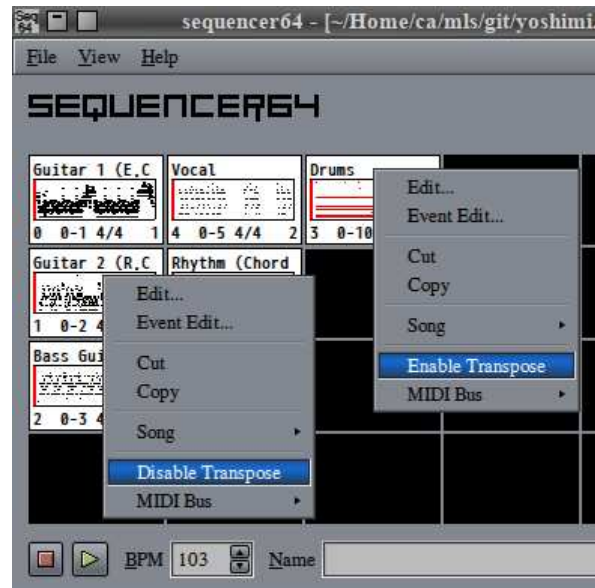 Seq
64
sequencer64 - [~/Home/ca/mls/git/yoshimi.
File View Help
SEQUENCER64
Guitar 1 (E,C
0 0-1 4/4 1
Vocal
4 0-5 4/4 2
Drums
3 0-10
Edit...
Event Edit...
Cut
Copy
Song
Enable Transpose
MIDI Bus
Guitar 2 (R,C
1 0-2 4
Rhythm (Chord
Edit...
Event Edit...
Cut
Copy
Song
Disable Transpose
MIDI Bus
Bass Gui
2 0-3 4
BPM 103 Name